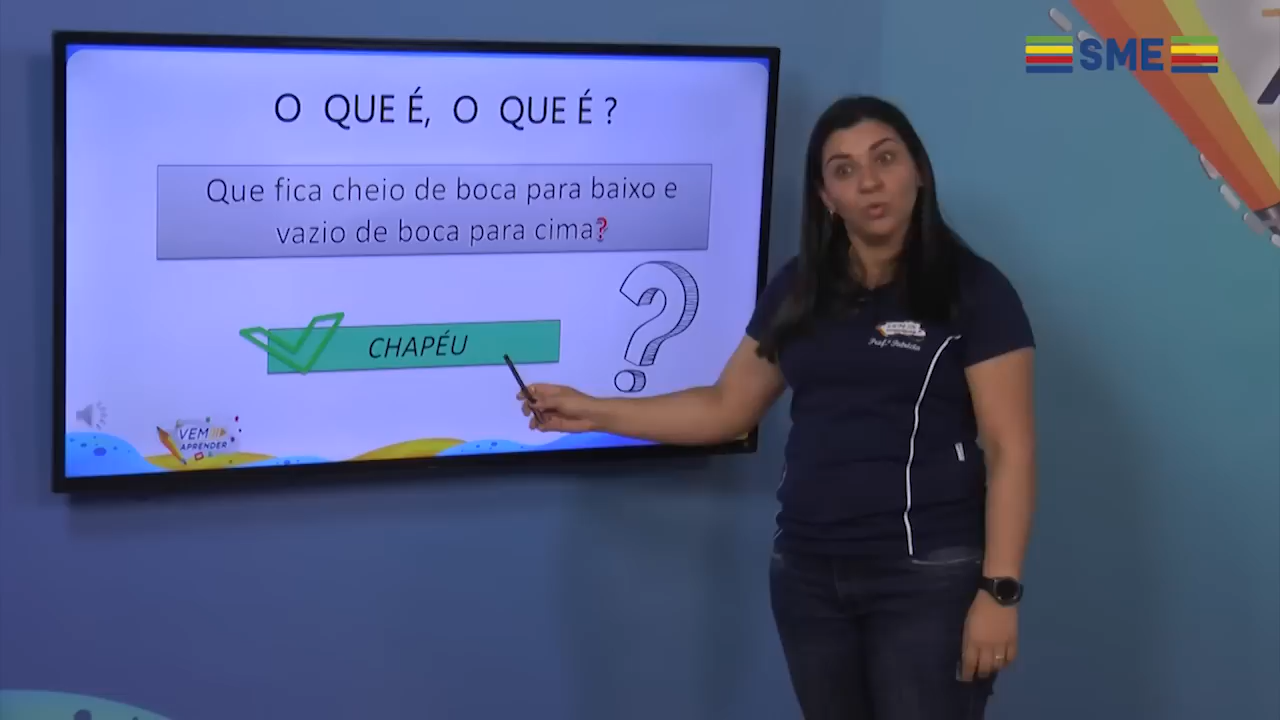 SME
O QUE É, O QUE É ?
Que fica cheio de boca para baixo e
vazio de boca para cima?
CHAPÉU
VEM
APRENDER